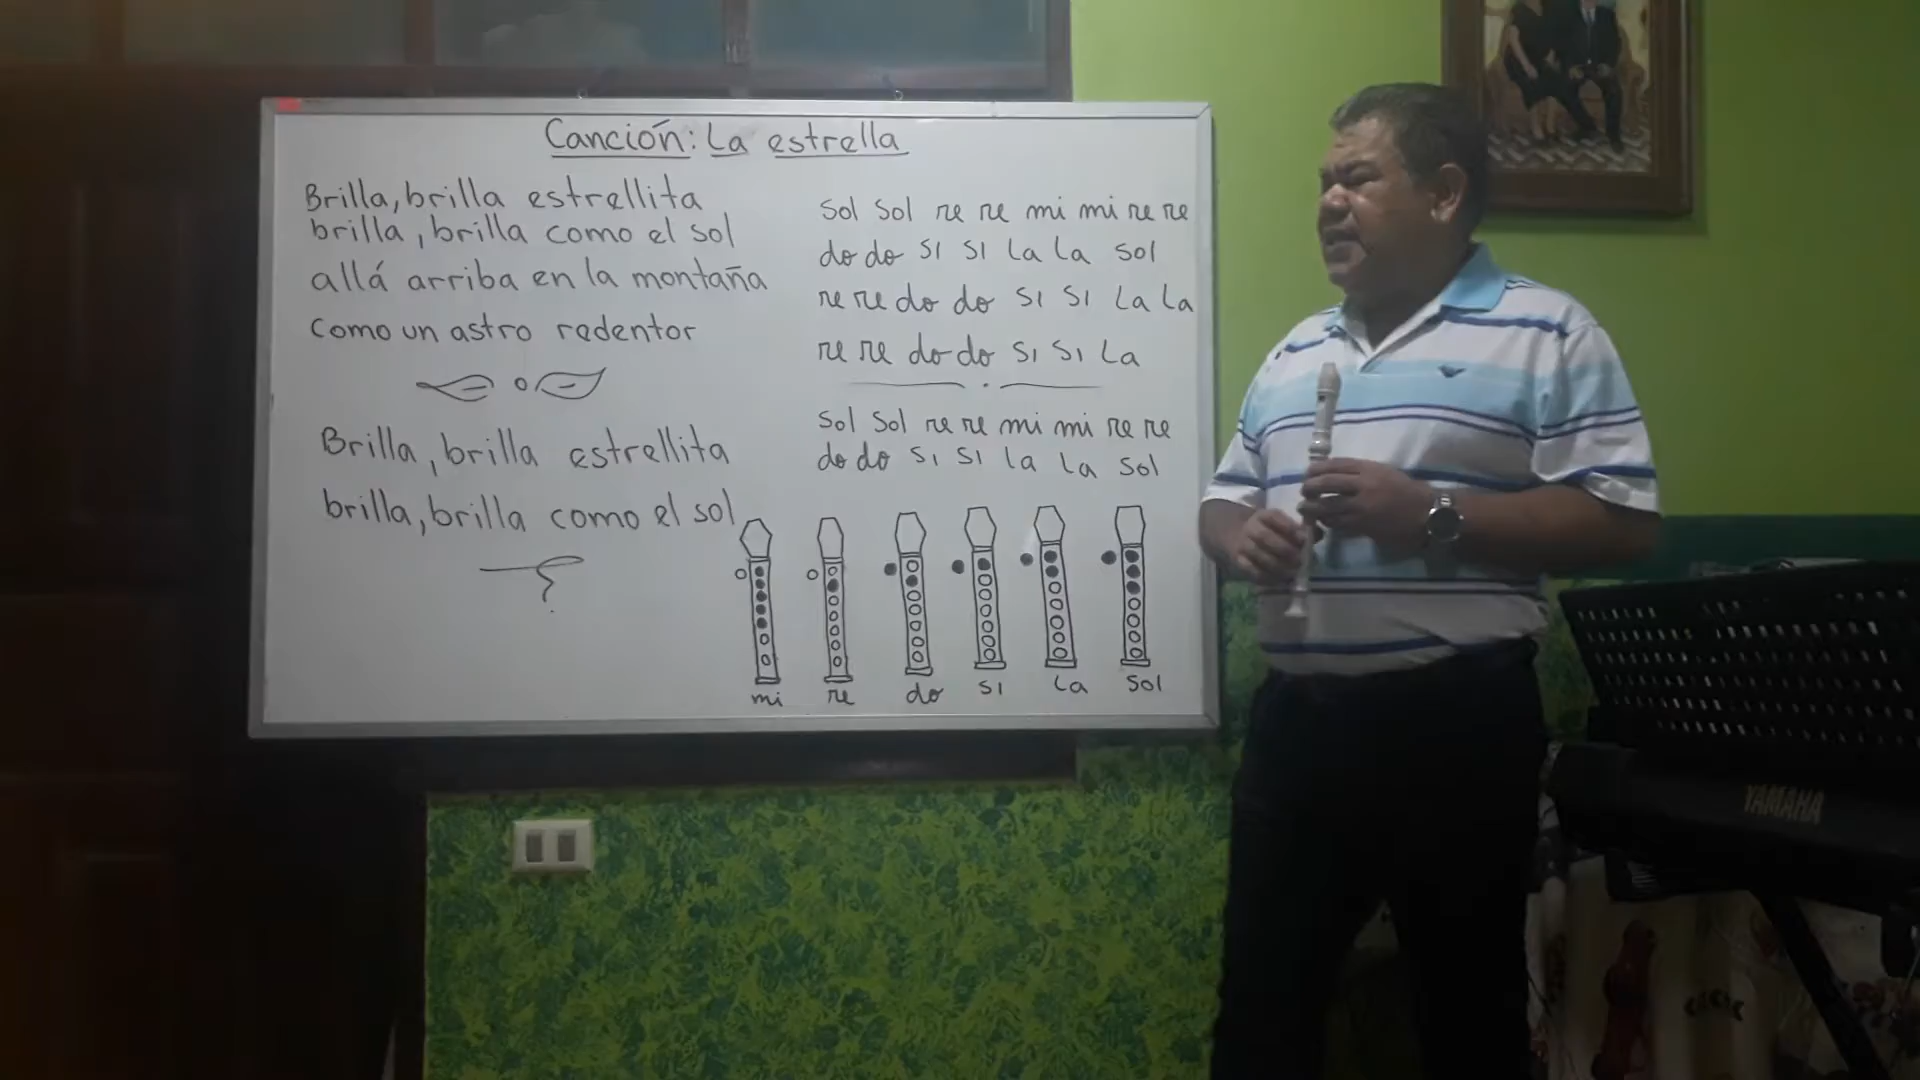 Canción: La estrella
Brilla, brilla estrellita
brilla, brilla como el sol
allá arriba en la montaña
como un astro redentor
Brilla, brilla estrellita
brilla, brilla como el sol
sol sol re re mi mi re re
do do si si la la sol
re re do do si si la la
re re do do si si la
sol sol re re mi mi re re
do do si si la la sol
mi re do si la sol
YAMAHA